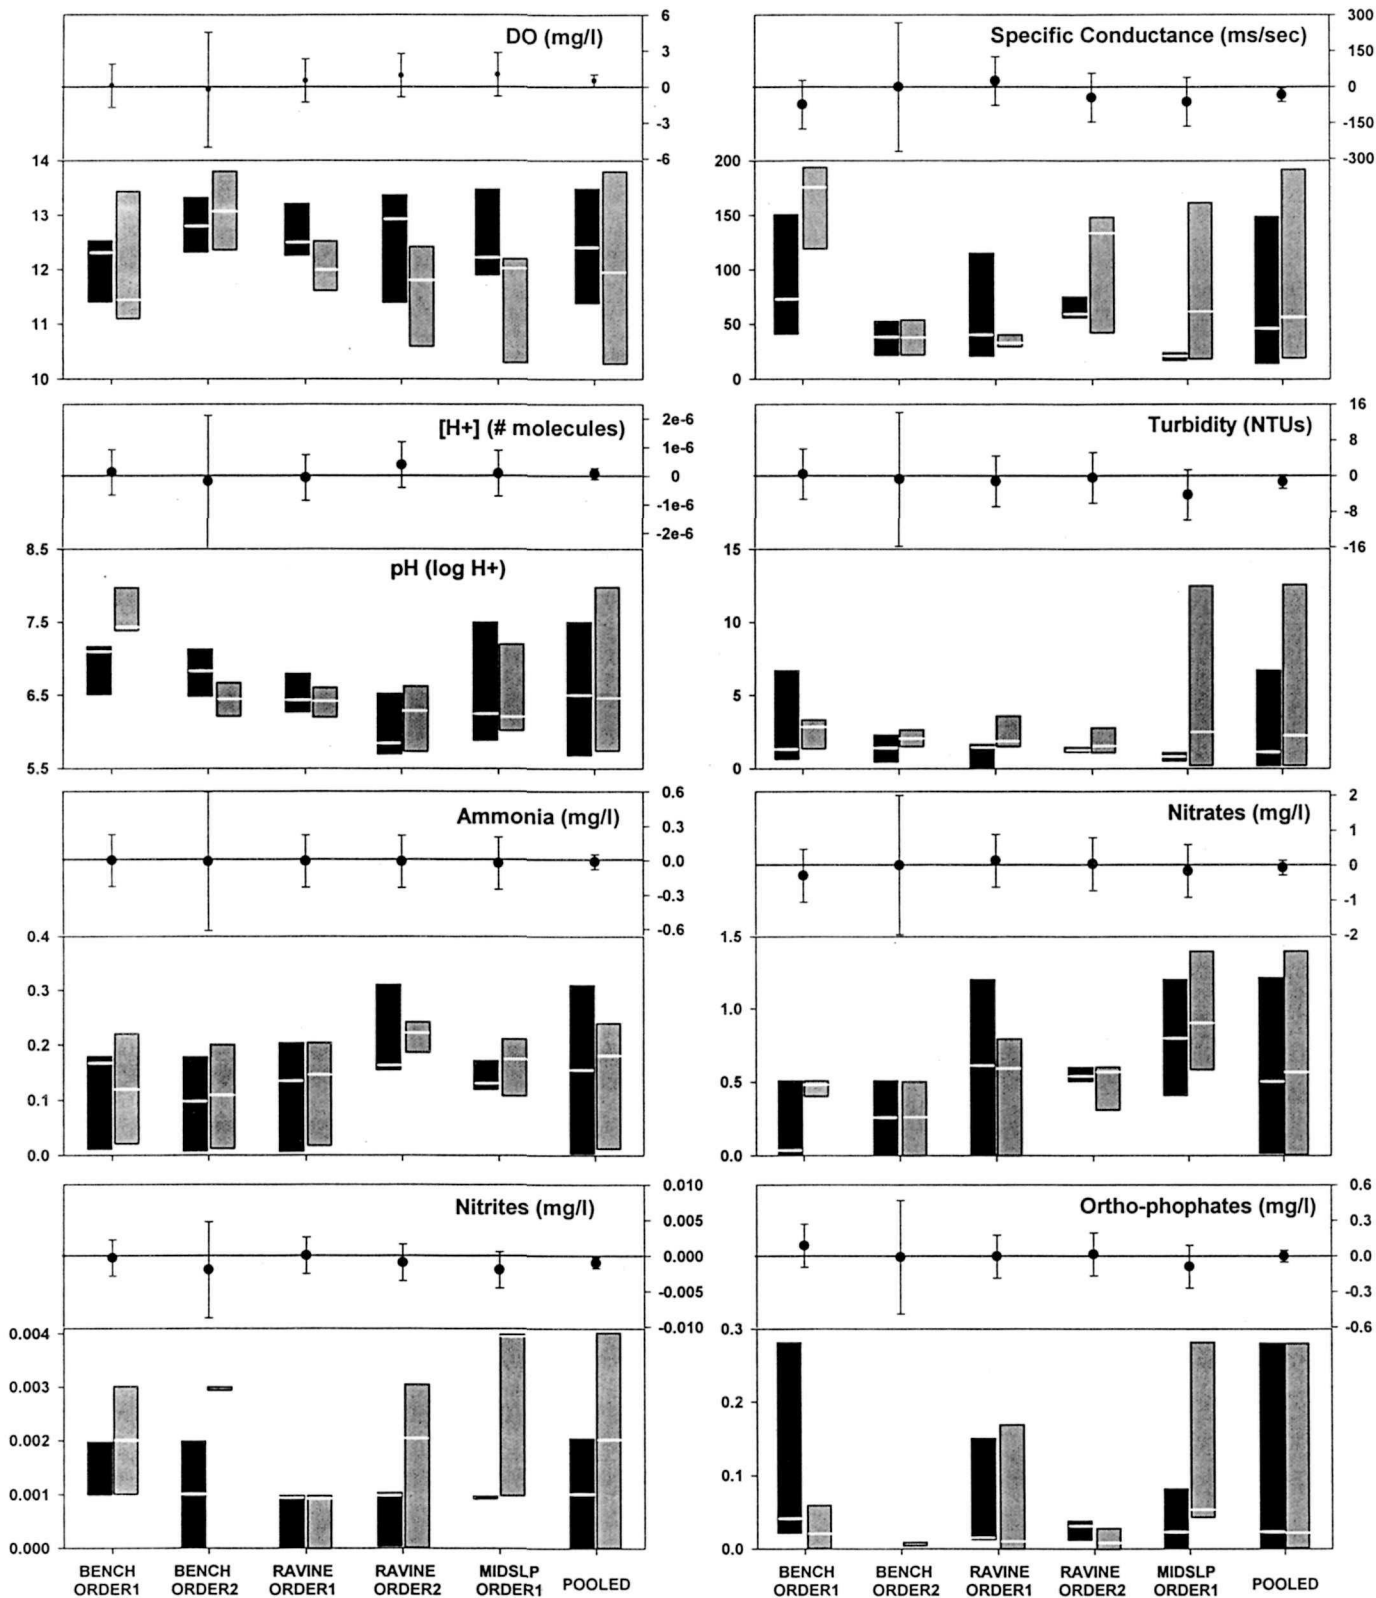 DO (mg/l)
6
3
0
-3
-6
14
13
12
11
10
Specific Conductance (ms/sec)
300
150
0
-150
-300
200
150
100
50
0
[H+] (# molecules)
2e-6
1e-6
0
-1e-6
-2e-6
8.5
pH (log H+)
7.5
6.5
5.5
Turbidity (NTUs)
16
8
0
-8
-16
15
10
5
0
Ammonia (mg/l)
0.6
0.3
0.0
-0.3
-0.6
0.4
0.3
0.2
0.1
0.0
Nitrates (mg/l)
2
1
0
-1
-2
1.5
1.0
0.5
0.0
Nitrites (mg/l)
0.010
0.005
0.000
-0.005
-0.010
0.004
0.003
0.002
0.001
0.000
BENCH ORDER1
BENCH ORDER2
RAVINE ORDER1
RAVINE ORDER2
MIDSLP ORDER1
POOLED
Ortho-phophates (mg/l)
0.6
0.3
0.0
-0.3
-0.6
0.3
0.2
0.1
0.0
BENCH ORDER1
BENCH ORDER2
RAVINE ORDER1
RAVINE ORDER2
MIDSLP ORDER1
POOLED